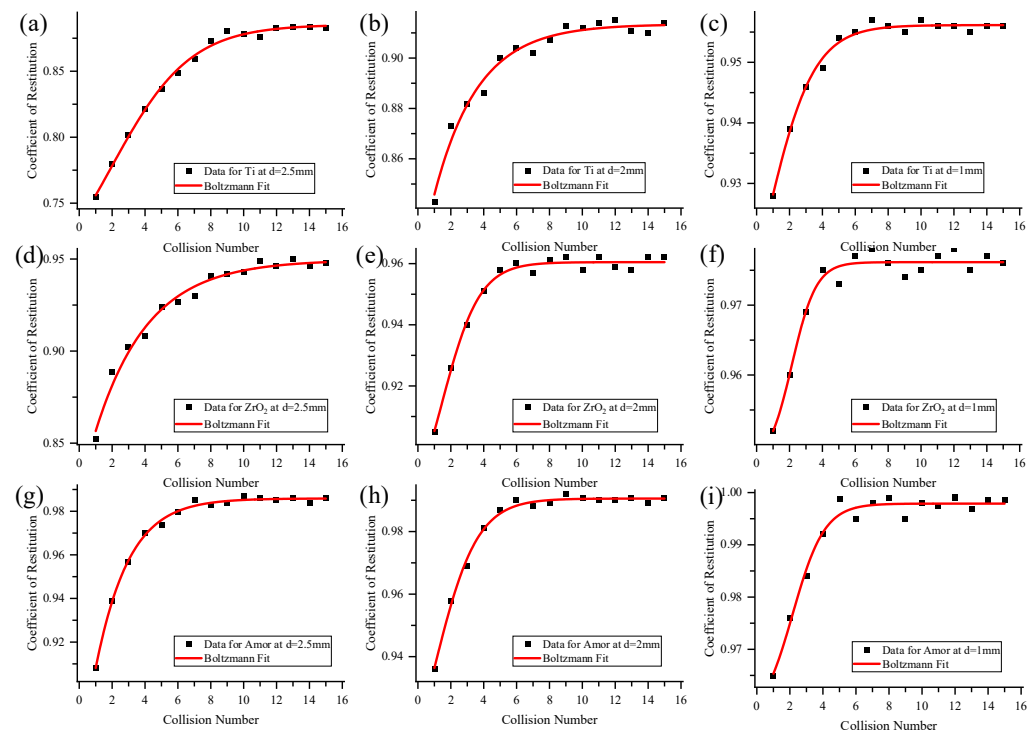 (a)
Coefficient of Restitution
0.85
0.80
0.75
Data for Ti at d=2.5mm
Boltzmann Fit
0 2 4 6 8 10 12 14 16
Collision Number
(b)
Coefficient of Restitution
0.90
0.88
0.86
Data for Ti at d=2mm
Boltzmann Fit
0 2 4 6 8 10 12 14 16
Collision Number
(c)
Coefficient of Restitution
0.95
0.94
0.93
Data for Ti at d=1mm
Boltzmann Fit
0 2 4 6 8 10 12 14 16
Collision Number
(d)
Coefficient of Restitution
0.95
0.90
0.85
Data for ZrO₂ at d=2.5mm
Boltzmann Fit
0 2 4 6 8 10 12 14 16
Collision Number
(e)
Coefficient of Restitution
0.96
0.94
0.92
Data for ZrO₂ at d=2mm
Boltzmann Fit
0 2 4 6 8 10 12 14 16
Collision Number
(f)
Coefficient of Restitution
0.97
0.96
Data for ZrO₂ at d=1mm
Boltzmann Fit
0 2 4 6 8 10 12 14 16
Collision Number
(g)
Coefficient of Restitution
0.98
0.96
0.94
0.92
Data for Amor at d=2.5mm
Boltzmann Fit
0 2 4 6 8 10 12 14 16
Collision Number
(h)
Coefficient of Restitution
0.98
0.96
0.94
Data for Amor at d=2mm
Boltzmann Fit
0 2 4 6 8 10 12 14 16
Collision Number
(i)
Coefficient of Restitution
1.00
0.99
0.98
0.97
Data for Amor at d=1mm
Boltzmann Fit
0 2 4 6 8 10 12 14 16
Collision Number